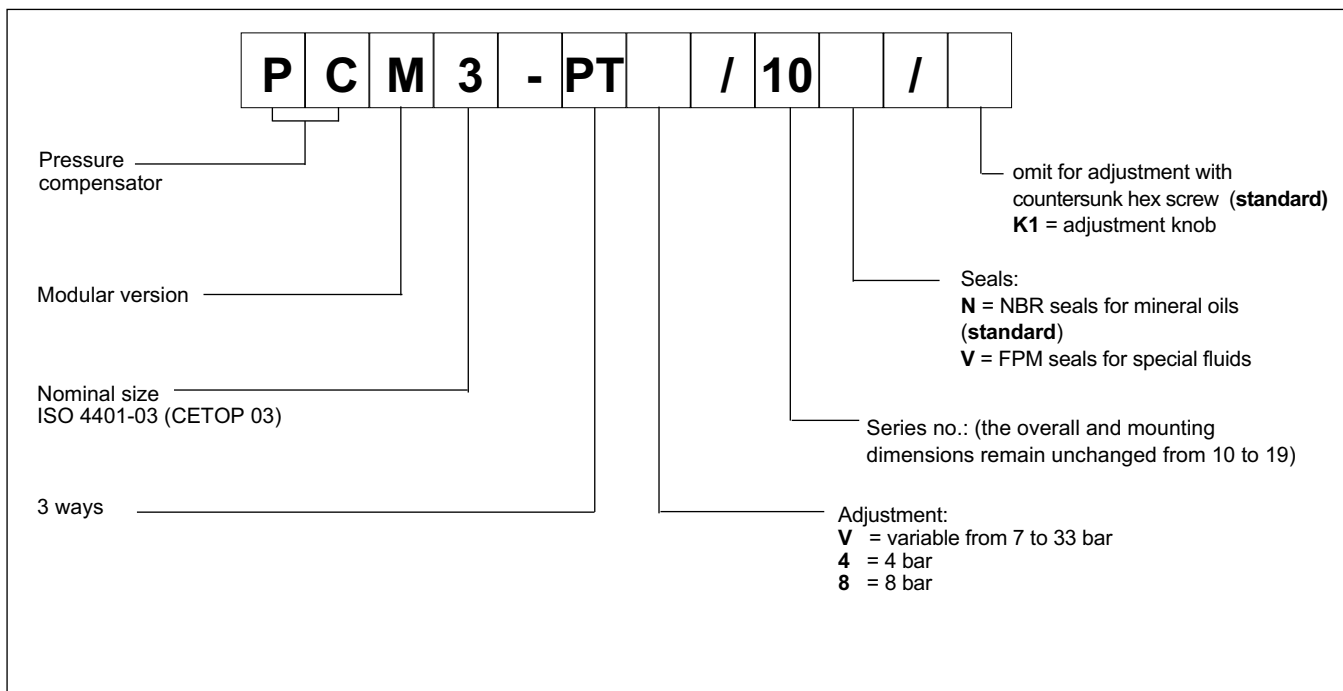 P C M 3 - PT / 10 /
Pressure
compensator
Modular version
Nominal size
ISO 4401-03 (CETOP 03)
3 ways
omit for adjustment with
countersunk hex screw (standard)
K1 = adjustment knob
Seals:
N = NBR seals for mineral oils
(standard)
V = FPM seals for special fluids
Series no.: (the overall and mounting
dimensions remain unchanged from 10 to 19)
Adjustment:
V = variable from 7 to 33 bar
4 = 4 bar
8 = 8 bar